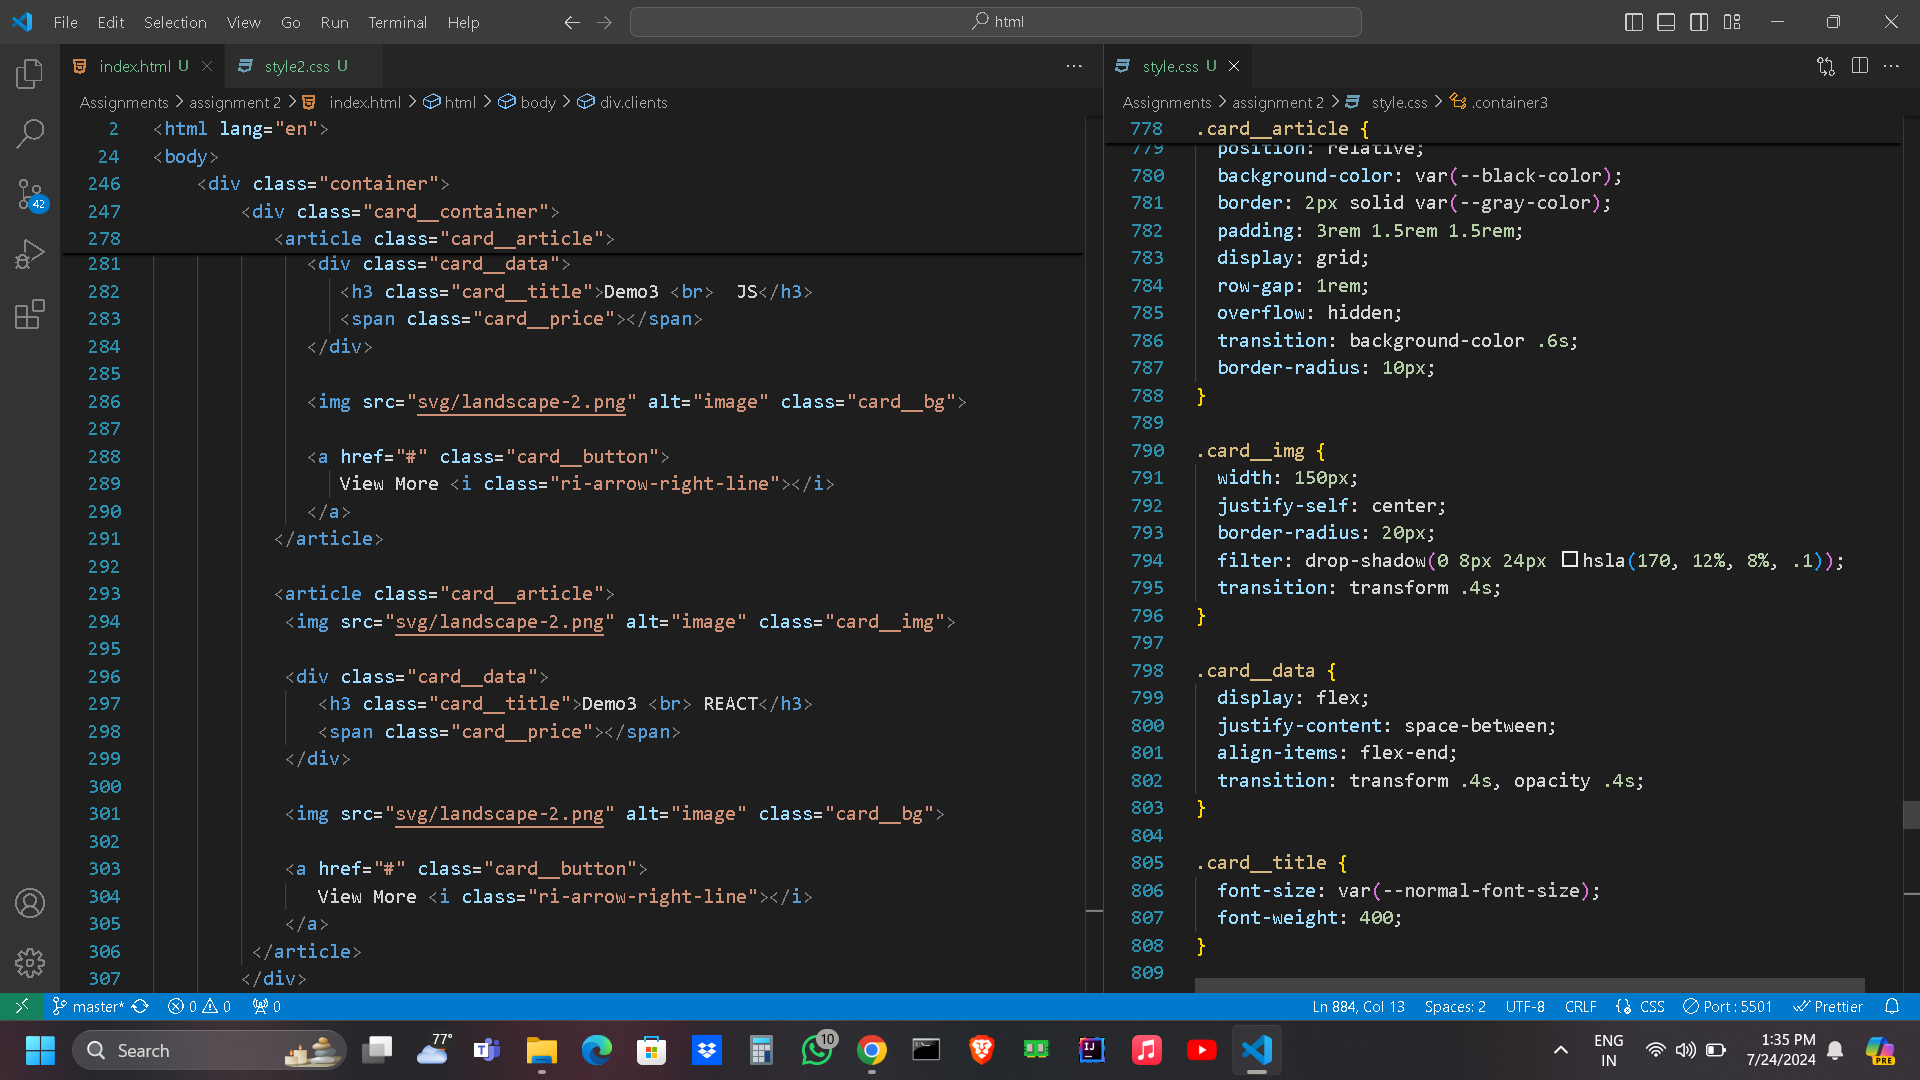 File Edit Selection View Go Run Terminal Help
html
index.html U
style2.css U
Assignments > assignment 2 > index.html > html > body > div.clients
2 <html lang="en">
24 <body>
246 <div class="container">
247 <div class="card__container">
278 <article class="card__article">
281 <div class="card__data">
282 <h3 class="card__title">Demo3 <br>  JS</h3>
283 <span class="card__price"></span>
284 </div>
285
286 <img src="svg/landscape-2.png" alt="image" class="card__bg">
287
288 <a href="#" class="card__button">
289 View More <i class="ri-arrow-right-line"></i>
290 </a>
291 </article>
292
293 <article class="card__article">
294 <img src="svg/landscape-2.png" alt="image" class="card__img">
295
296 <div class="card__data">
297 <h3 class="card__title">Demo3 <br> REACT</h3>
298 <span class="card__price"></span>
299 </div>
300
301 <img src="svg/landscape-2.png" alt="image" class="card__bg">
302
303 <a href="#" class="card__button">
304 View More <i class="ri-arrow-right-line"></i>
305 </a>
306 </article>
307 </div>
style.css U
Assignments > assignment 2 > style.css > .container3
778 .card__article {
779 position: relative;
780 background-color: var(--black-color);
781 border: 2px solid var(--gray-color);
782 padding: 3rem 1.5rem 1.5rem;
783 display: grid;
784 row-gap: 1rem;
785 overflow: hidden;
786 transition: background-color .6s;
787 border-radius: 10px;
788 }
789
790 .card__img {
791 width: 150px;
792 justify-self: center;
793 border-radius: 20px;
794 filter: drop-shadow(0 8px 24px hsla(170, 12%, 8%, .1));
795 transition: transform .4s;
796 }
797
798 .card__data {
799 display: flex;
800 justify-content: space-between;
801 align-items: flex-end;
802 transition: transform .4s, opacity .4s;
803 }
804
805 .card__title {
806 font-size: var(--normal-font-size);
807 font-weight: 400;
808 }
809
42
master* 0 0 0
Ln 884, Col 13 Spaces: 2 UTF-8 CRLF CSS Port : 5501 Prettier
Search
77°
10
ENG
IN
1:35 PM
7/24/2024
PRE